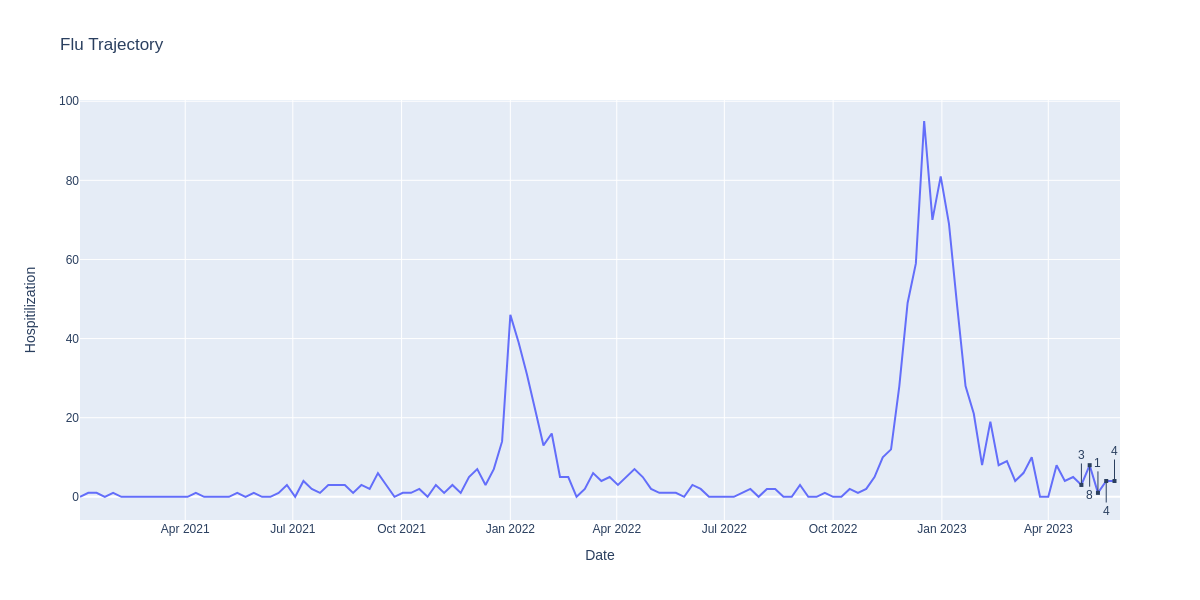 Flu Trajectory
Hospitilization
100
80
60
40
20
0
3
8
1
4
4
Apr 2021
Jul 2021
Oct 2021
Jan 2022
Apr 2022
Jul 2022
Oct 2022
Jan 2023
Apr 2023
Date